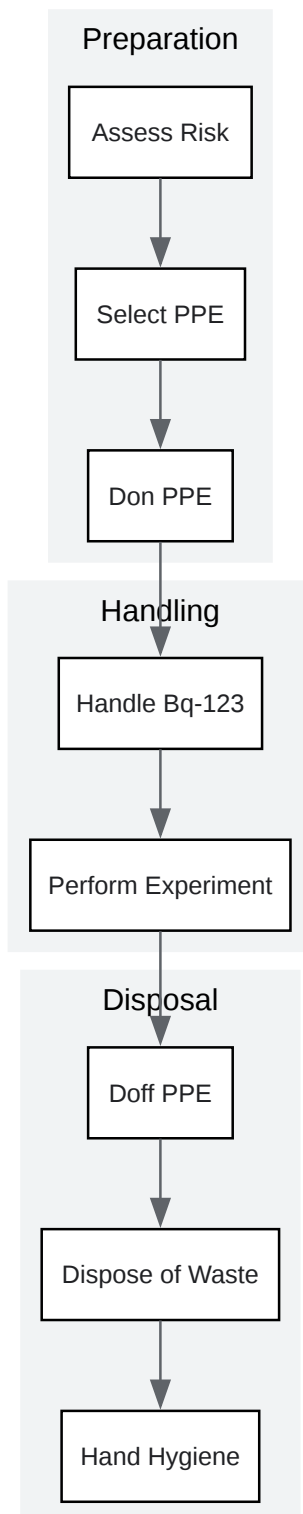 Preparation
Assess Risk
Select PPE
Don PPE
Handling
Handle Bq-123
Perform Experiment
Disposal
Doff PPE
Dispose of Waste
Hand Hygiene